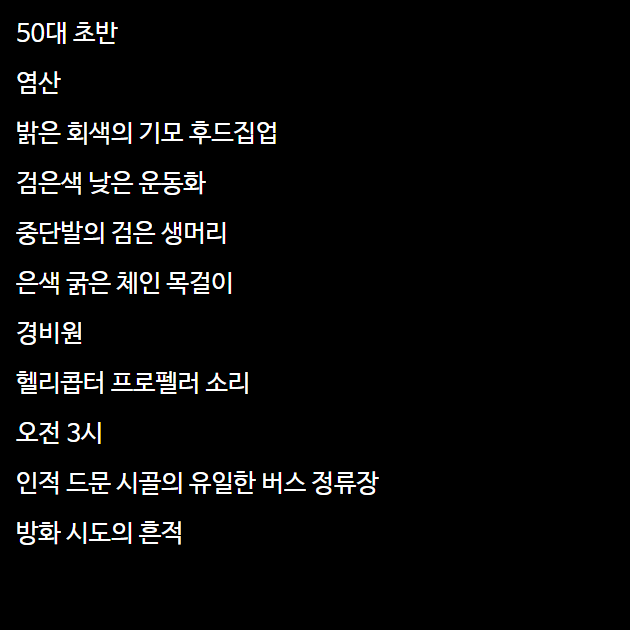 50대 초반
염산
밝은 회색의 기모 후드집업
검은색 낮은 운동화
중단발의 검은 생머리
은색 굵은 체인 목걸이
경비원
헬리콥터 프로펠러 소리
오전 3시
인적 드문 시골의 유일한 버스 정류장
방화 시도의 흔적